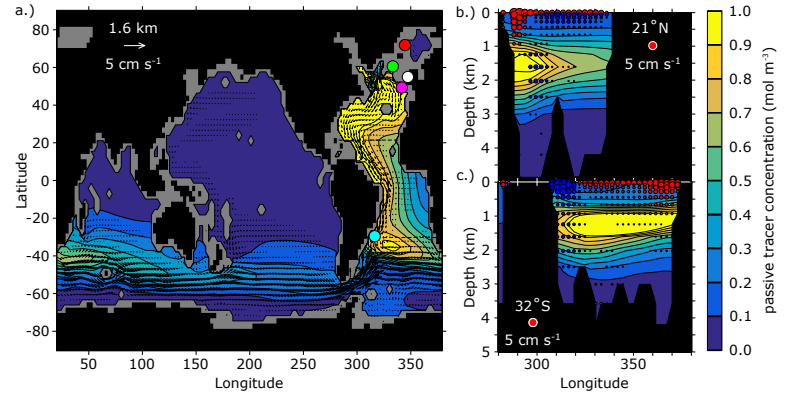 a.)
1.6 km
5 cm s⁻¹
80
60
40
20
0
-20
-40
-60
-80
Latitude
50
100
150
200
250
300
350
Longitude
b.)
0
1
2
3
4
Depth (km)
21°N
5 cm s⁻¹
c.)
0
1
2
3
4
5
Depth (km)
32°S
5 cm s⁻¹
300
350
Longitude
1.0
0.9
0.8
0.7
0.6
0.5
0.4
0.3
0.2
0.1
0.0
passive tracer concentration (mol m⁻³)